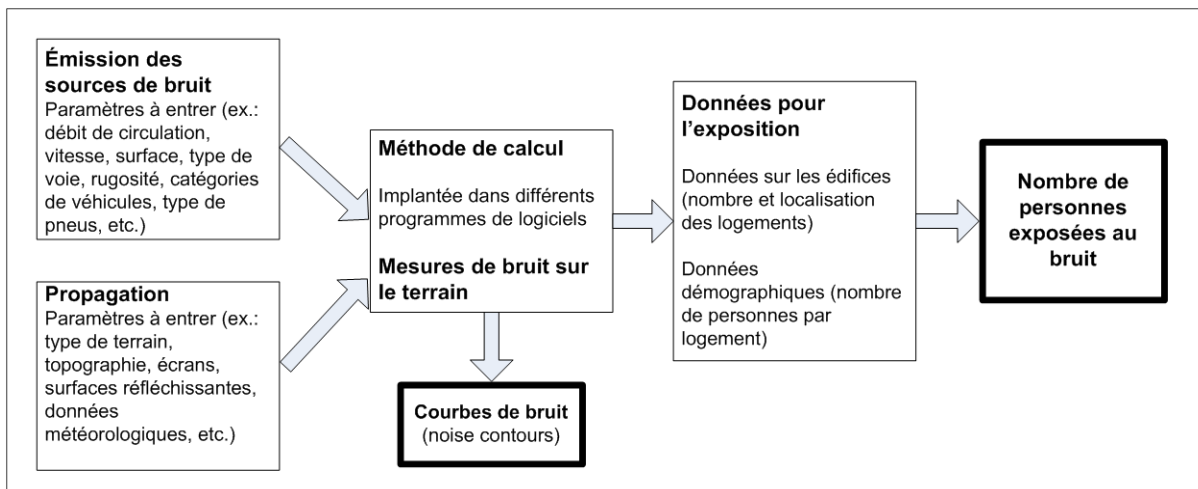 Émission des
sources de bruit
Paramètres à entrer (ex.:
débit de circulation,
vitesse, surface, type de
voie, rugosité, catégories
de véhicules, type de
pneus, etc.)
Propagation
Paramètres à entrer (ex.:
type de terrain,
topographie, écrans,
surfaces réfléchissantes,
données
météorologiques, etc.)
Méthode de calcul
Implantée dans différents
programmes de logiciels
Mesures de bruit sur
le terrain
Courbes de bruit
(noise contours)
Données pour
l’exposition
Données sur les édifices
(nombre et localisation
des logements)
Données
démographiques (nombre
de personnes par
logement)
Nombre de
personnes
exposées au
bruit